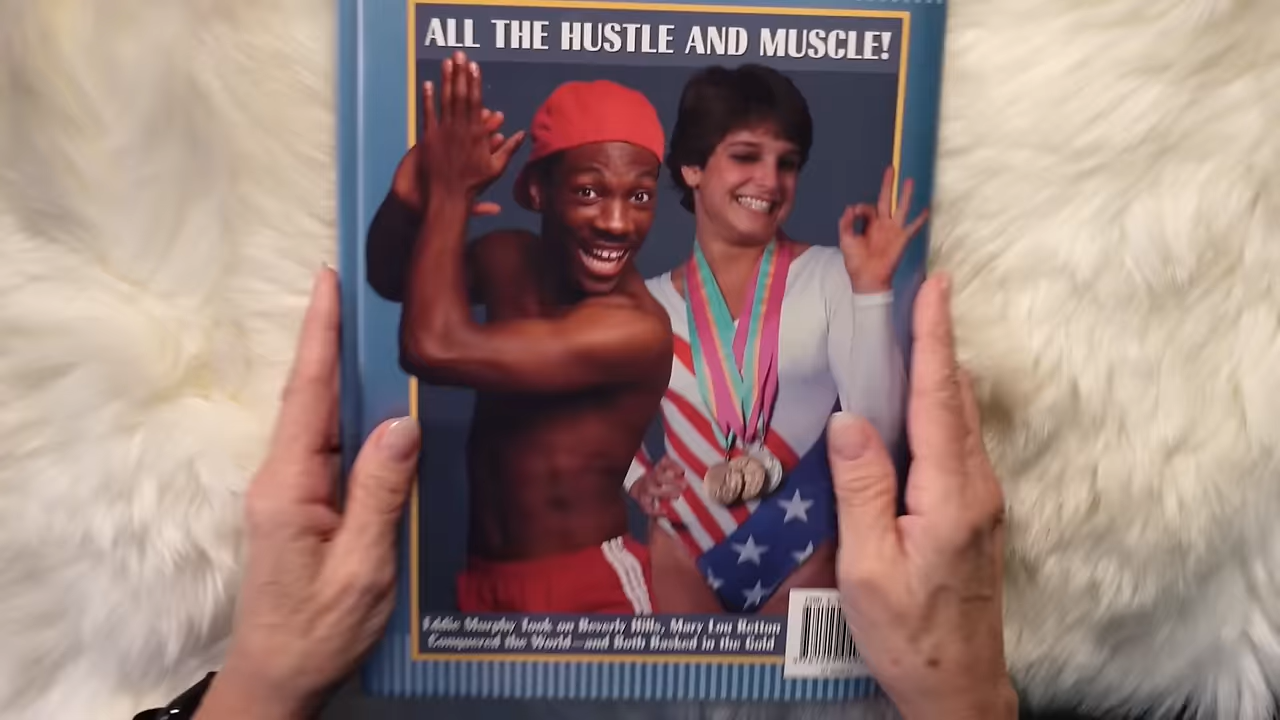 ALL THE HUSTLE AND MUSCLE!
Eddie Murphy Took on Beverly Hills, Mary Lou Retton
Conquered the World—and Both Basked in the Gold